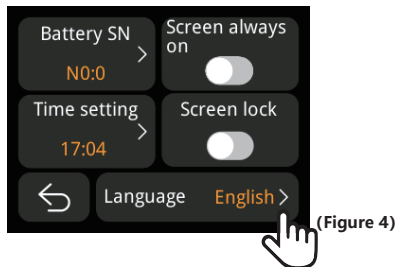 Battery SN
N0:0
Screen always
on
Time setting
17:04
Screen lock
Language English
(Figure 4)